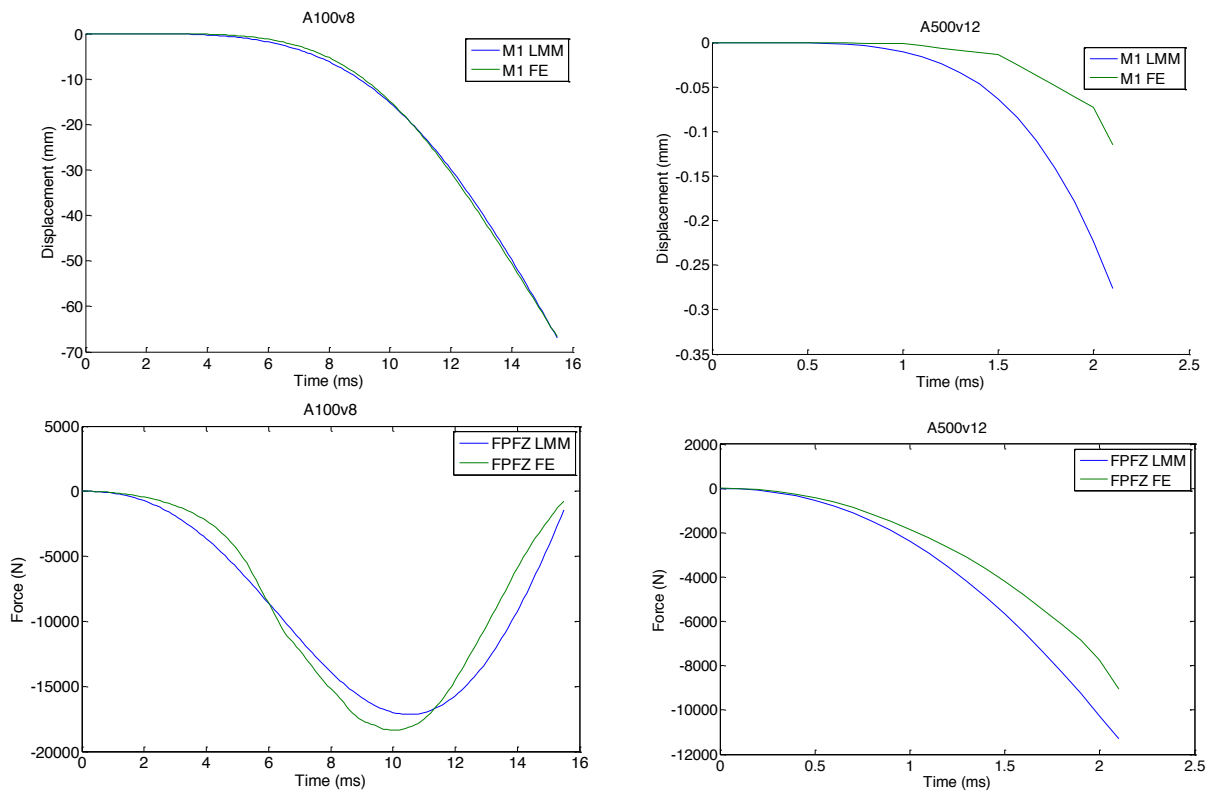 A100v8
M1 LMM
M1 FE
0
-10
-20
-30
-40
-50
-60
-70
Displacement (mm)
0 2 4 6 8 10 12 14 16
Time (ms)
A500v12
M1 LMM
M1 FE
0
-0.05
-0.1
-0.15
-0.2
-0.25
-0.3
-0.35
Displacement (mm)
0 0.5 1 1.5 2 2.5
Time (ms)
A100v8
FPFZ LMM
FPFZ FE
5000
0
-5000
-10000
-15000
-20000
Force (N)
0 2 4 6 8 10 12 14 16
Time (ms)
A500v12
FPFZ LMM
FPFZ FE
2000
0
-2000
-4000
-6000
-8000
-10000
-12000
Force (N)
0 0.5 1 1.5 2 2.5
Time (ms)